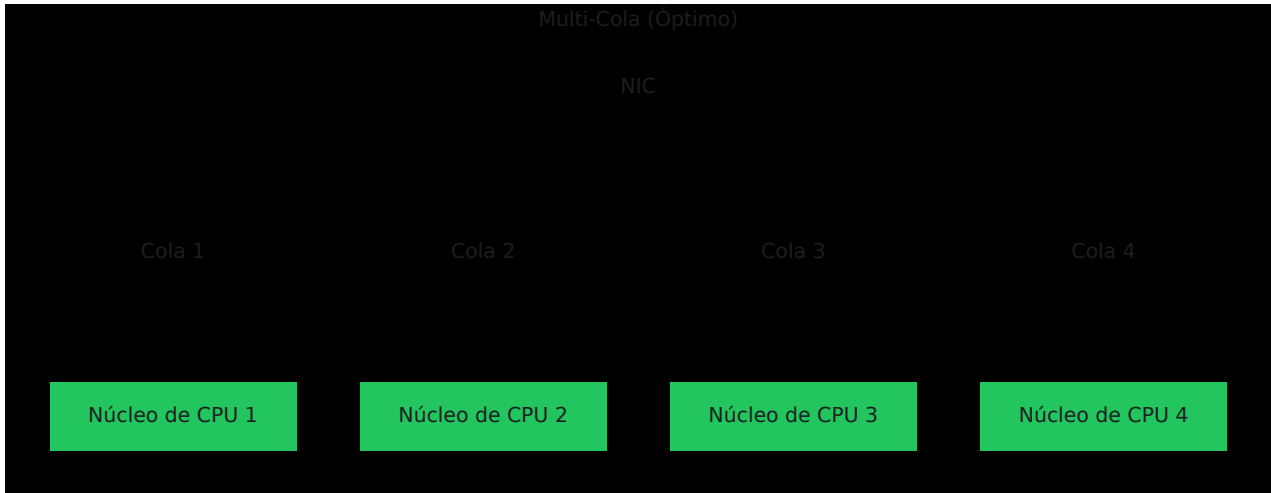 Multi-Cola (Óptimo)
NIC
Cola 1
Cola 2
Cola 3
Cola 4
Núcleo de CPU 1
Núcleo de CPU 2
Núcleo de CPU 3
Núcleo de CPU 4